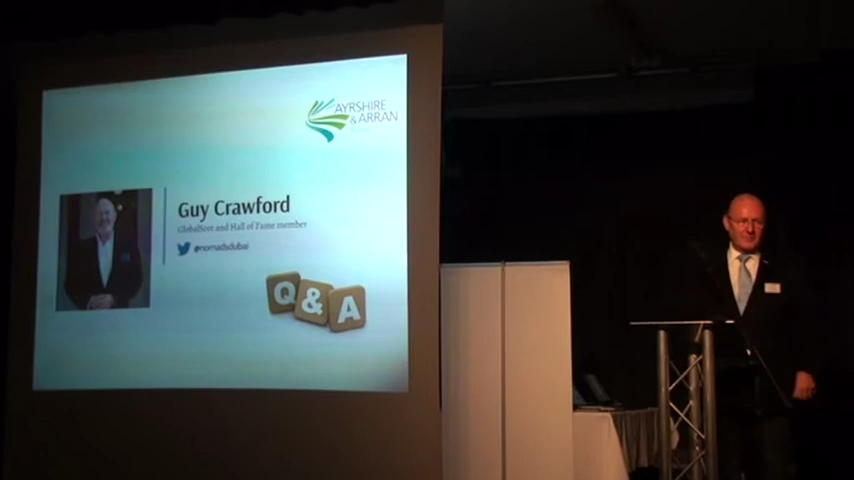 AYRSHIRE
& ARRAN
Guy Crawford
GlobalScot and Hall of Fame member
@nomadsdubai
Q & A